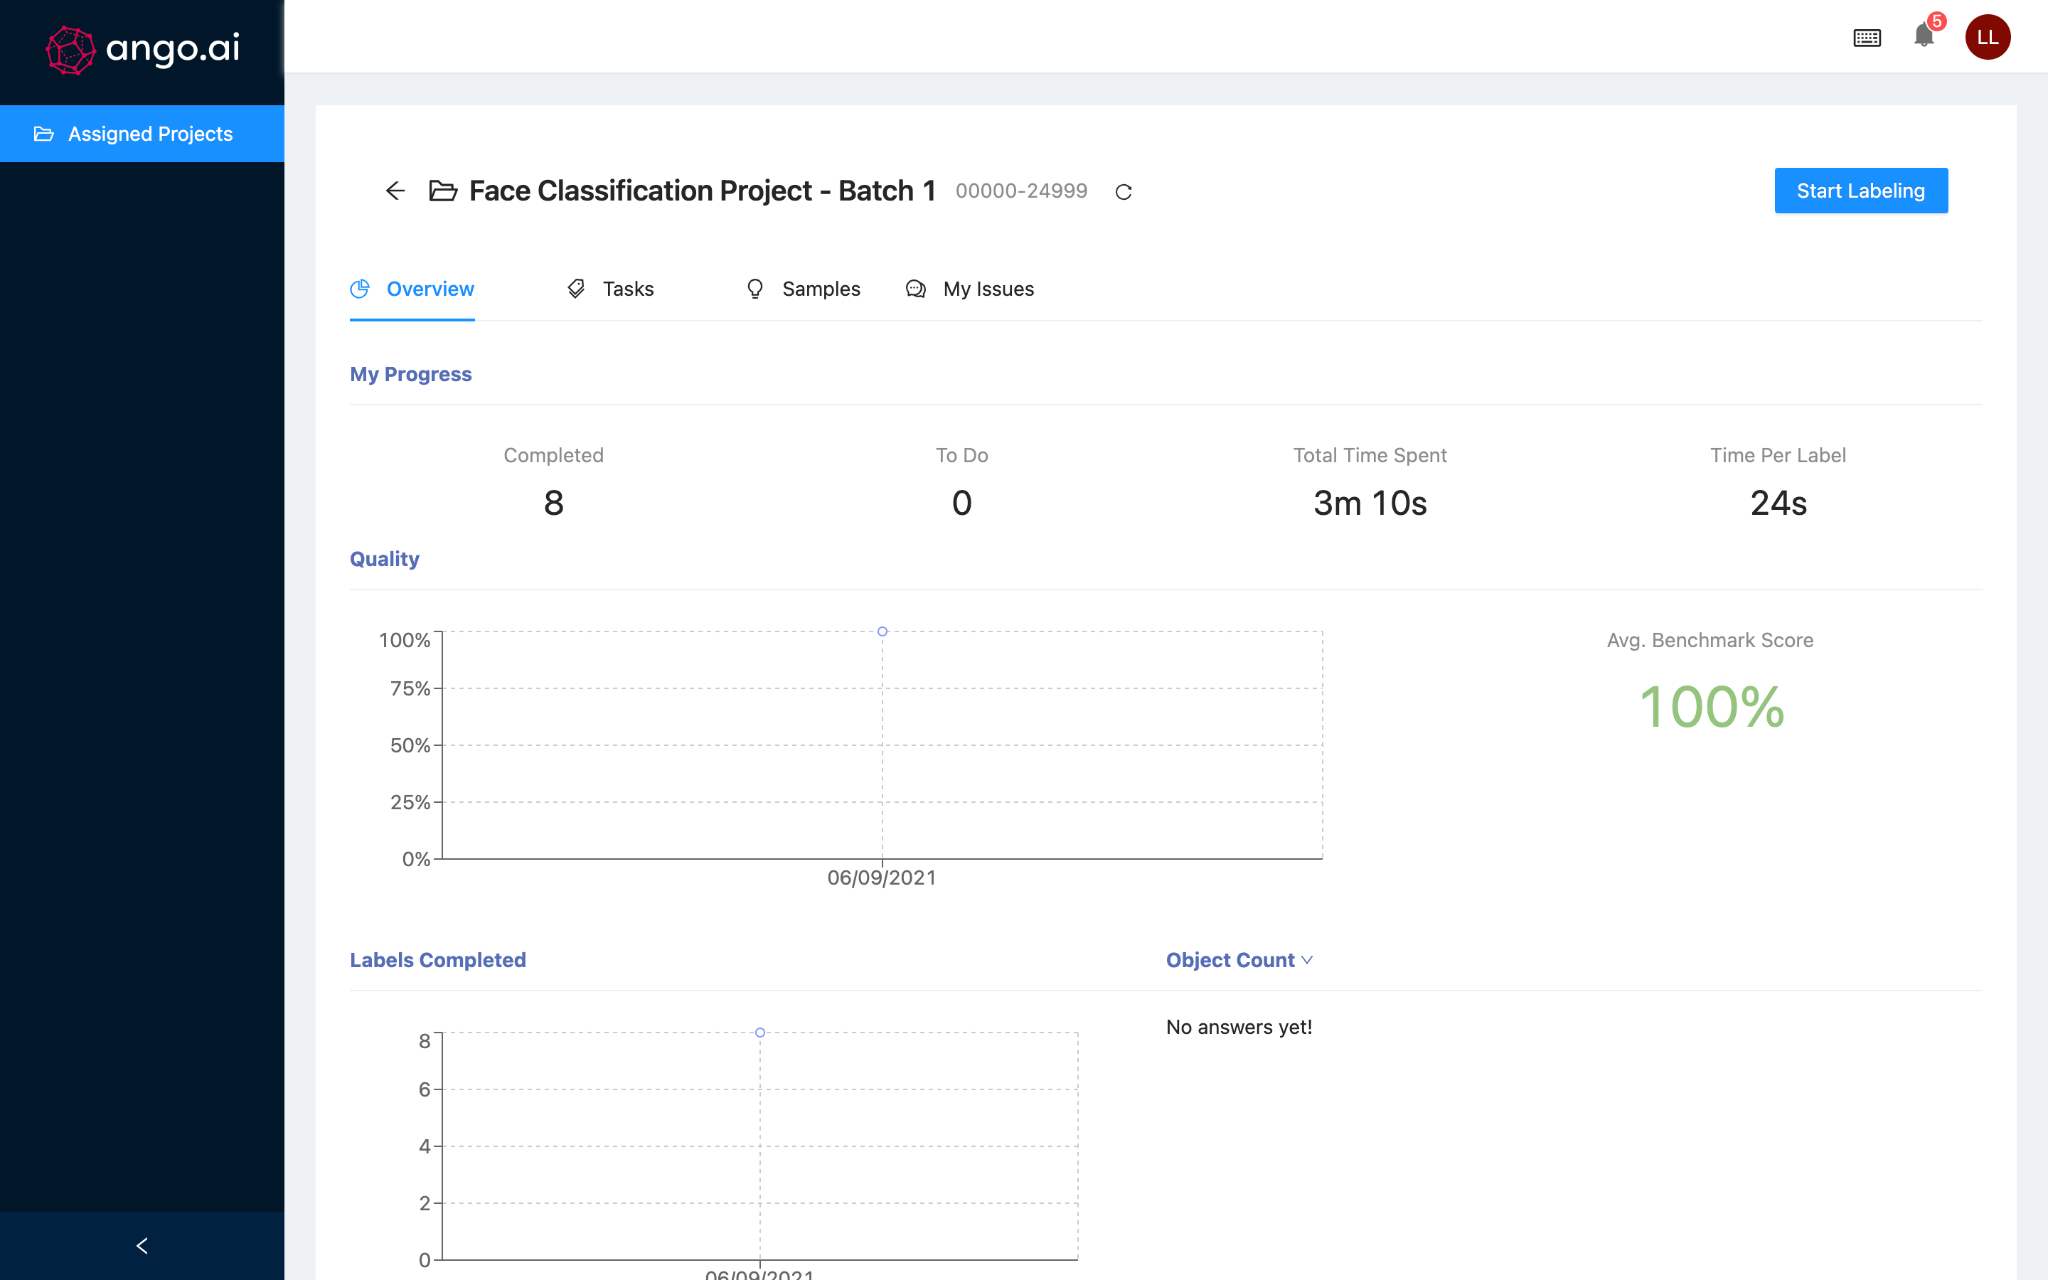 ango.ai
5
LL
Assigned Projects
Face Classification Project - Batch 1 00000-24999
Start Labeling
Overview Tasks Samples My Issues
My Progress
Completed To Do Total Time Spent Time Per Label
8 0 3m 10s 24s
Quality
100%
75%
50%
25%
0%
06/09/2021
Avg. Benchmark Score
100%
Labels Completed
8
6
4
2
0
06/09/2021
Object Count
No answers yet!